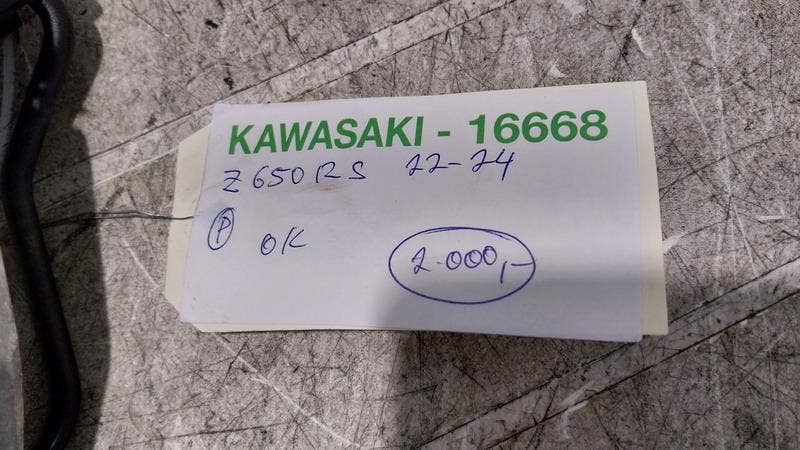 KAWASAKI - 16668
Z650RS 22-24
P
OK
2.000,-